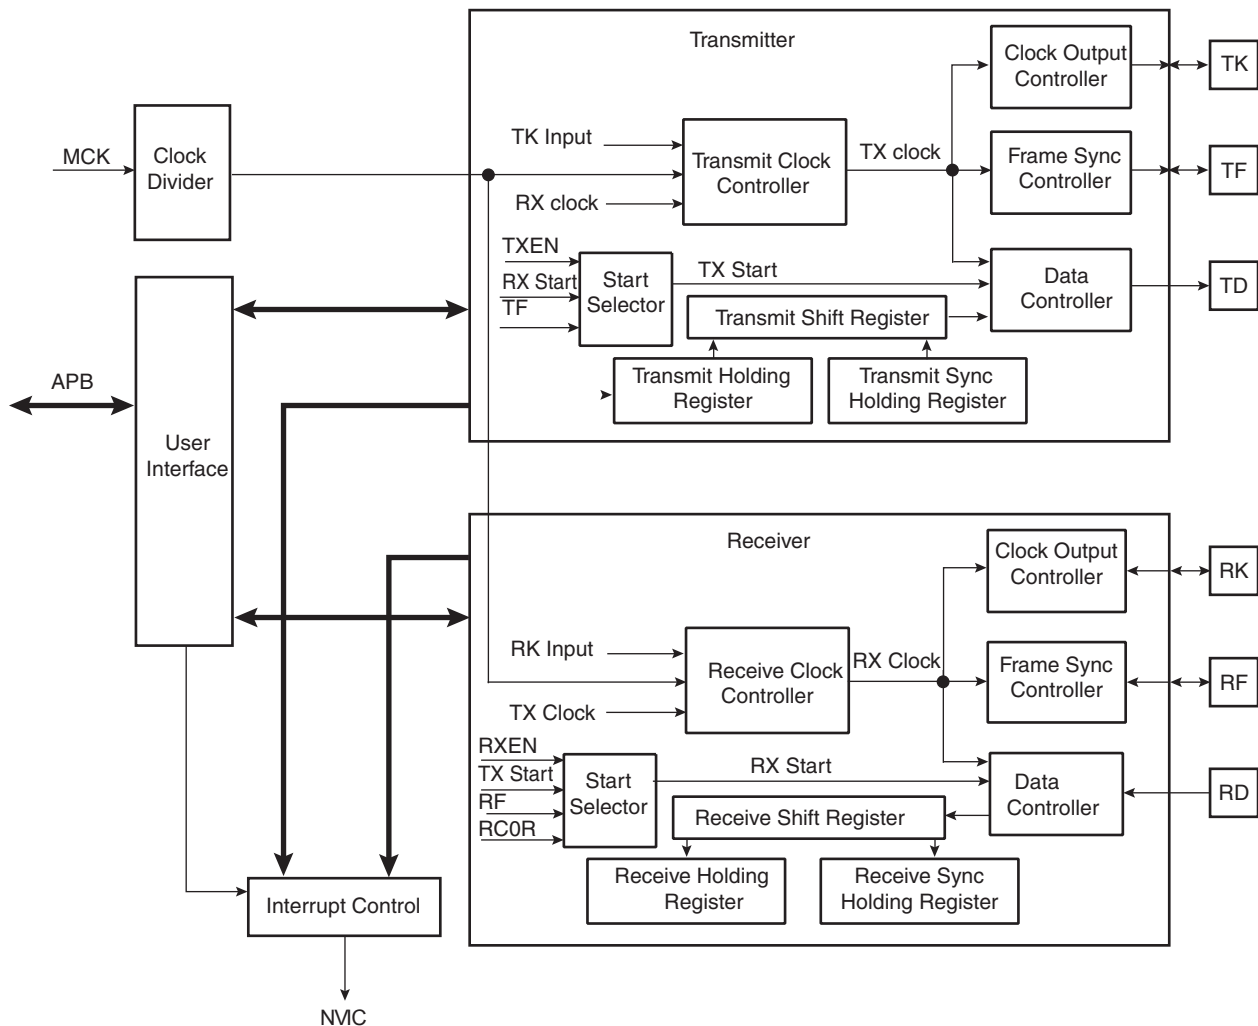 Transmitter
Clock Output
Controller
TK
MCK
Clock
Divider
TK Input
Transmit Clock
Controller
TX clock
Frame Sync
Controller
TF
RX clock
TXEN
RX Start
TF
Start
Selector
TX Start
Data
Controller
TD
Transmit Shift Register
Transmit Holding
Register
Transmit Sync
Holding Register
APB
User
Interface
Receiver
Clock Output
Controller
RK
RK Input
Receive Clock
Controller
RX Clock
Frame Sync
Controller
RF
TX Clock
RXEN
TX Start
RF
RC0R
Start
Selector
RX Start
Data
Controller
RD
Receive Shift Register
Receive Holding
Register
Receive Sync
Holding Register
Interrupt Control
NVIC